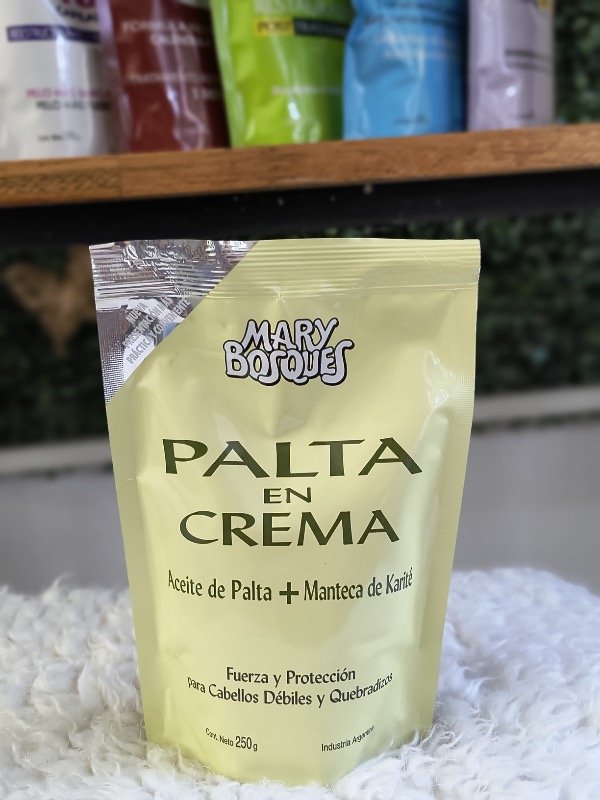 MARY
BOSQUES
PALTA
EN
CREMA
Aceite de Palta + Manteca de Karité
Fuerza y Protección
para Cabellos Débiles y Quebradizos
Cont. Neto 250g
Industria Argentina